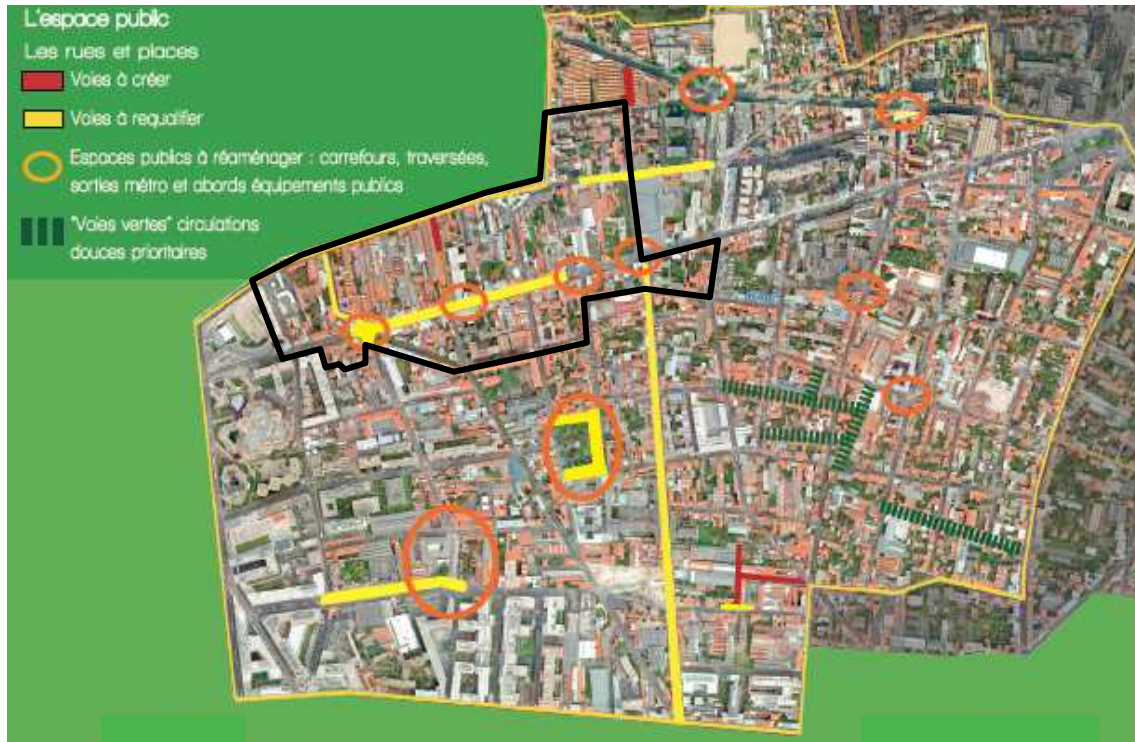 L'espace public
Les rues et places
Voies à créer
Voies à requalifier
Espaces publics à réaménager : carrefours, traversées,
sorties métro et abords équipements publics
"Voies vertes" circulations
douces prioritaires